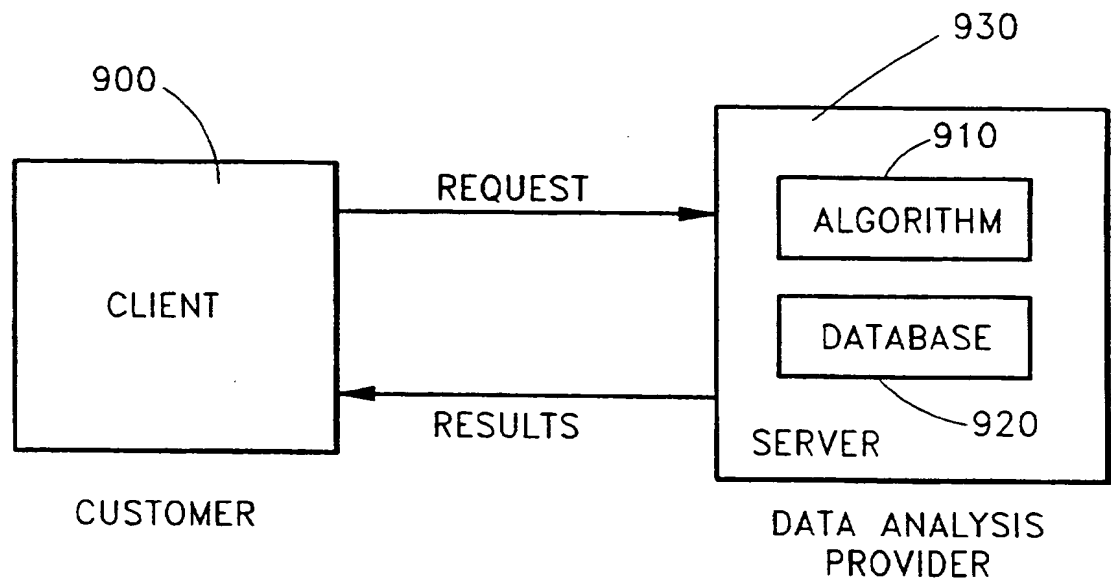 930
900
910
REQUEST
ALGORITHM
CLIENT
DATABASE
RESULTS
920
SERVER
CUSTOMER
DATA ANALYSIS
PROVIDER